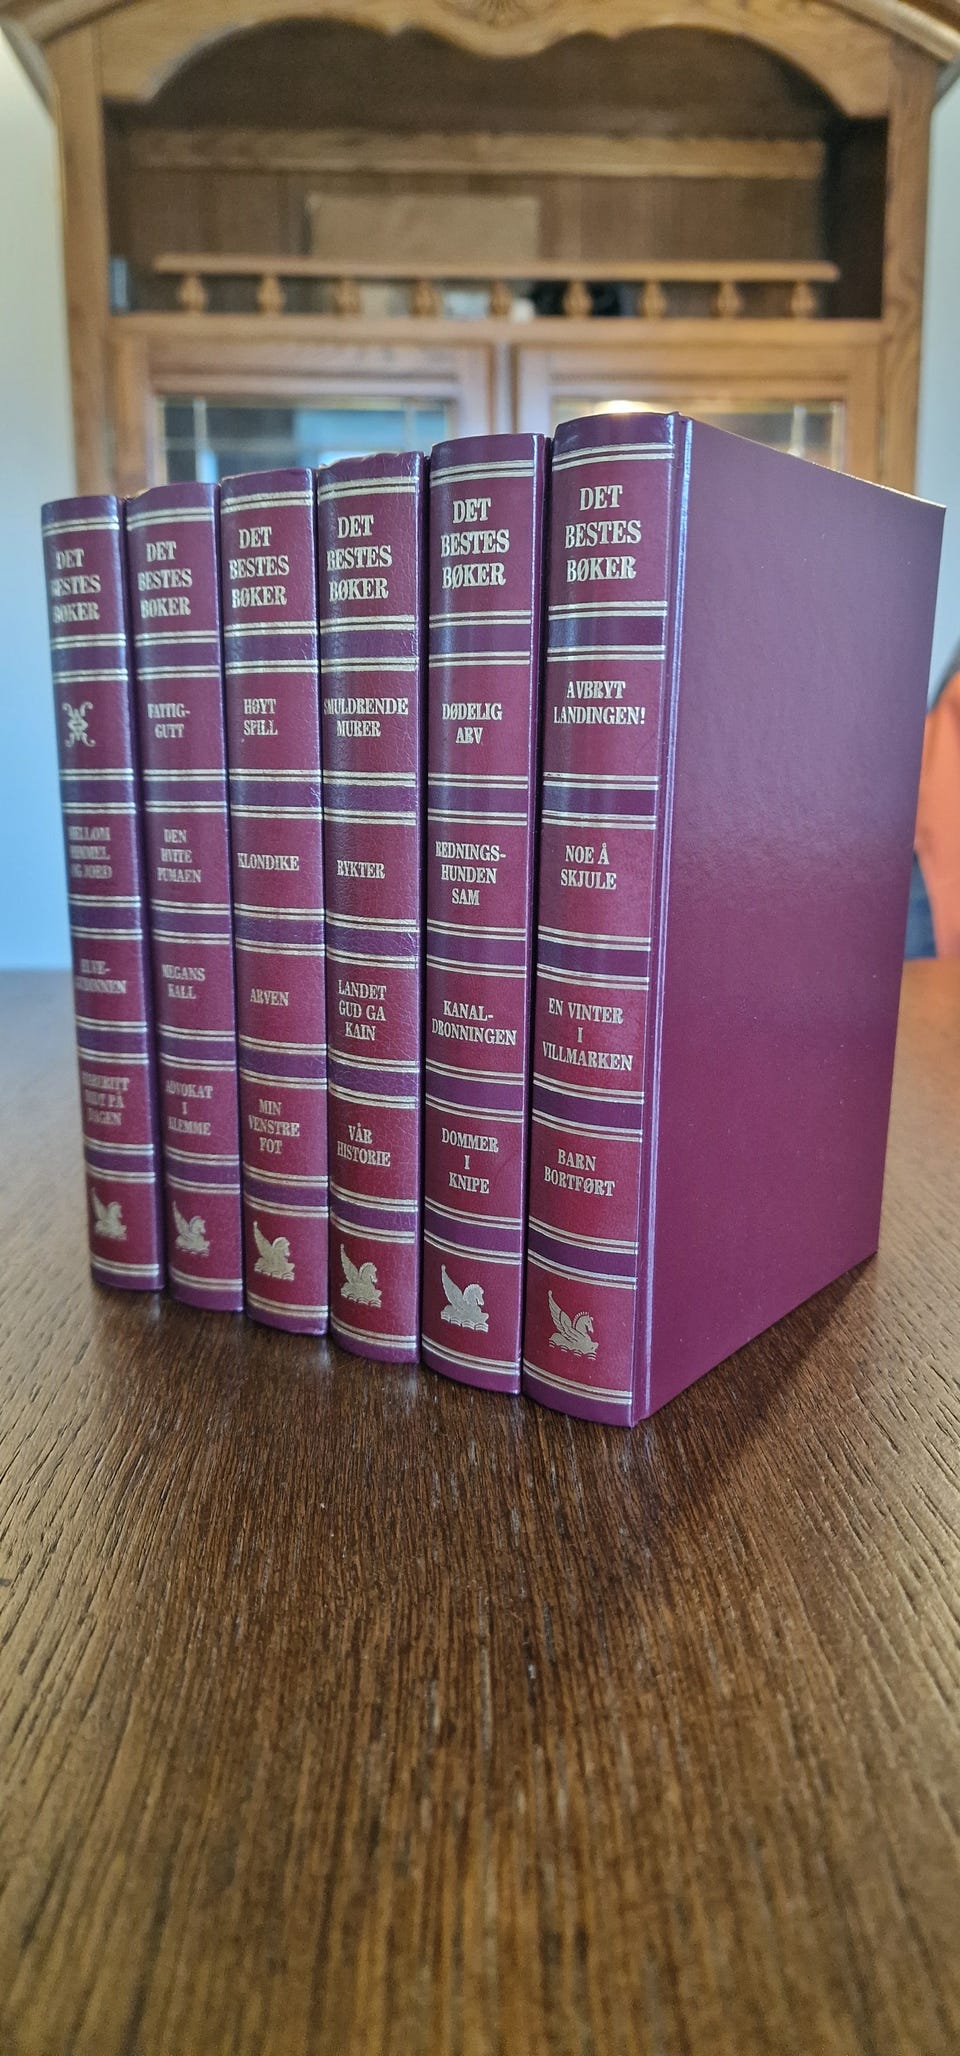 DET
BESTES
BØKER
MELLOM
HIMMEL
OG JORD
DAGEN
DET
BESTES
BØKER
FATTIG-
GUTT
DEN
HVITE
PUMAEN
MEGANS
KALL
ADVOKAT
I
KLEMME
DET
BESTES
BØKER
HØYT
SPILL
KLONDIKE
ARVEN
MIN
VENSTRE
FOT
DET
BESTES
BØKER
SMULDRENDE
MURER
RYKTER
LANDET
GUD GA
KAIN
VÅR
HISTORIE
DET
BESTES
BØKER
DØDELIG
ARV
REDNINGS-
HUNDEN
SAM
KANAL-
DRONNINGEN
DOMMER
I
KNIPE
DET
BESTES
BØKER
AVBRYT
LANDINGEN!
NOE Å
SKJULE
EN VINTER
I
VILLMARKEN
BARN
BORTFØRT